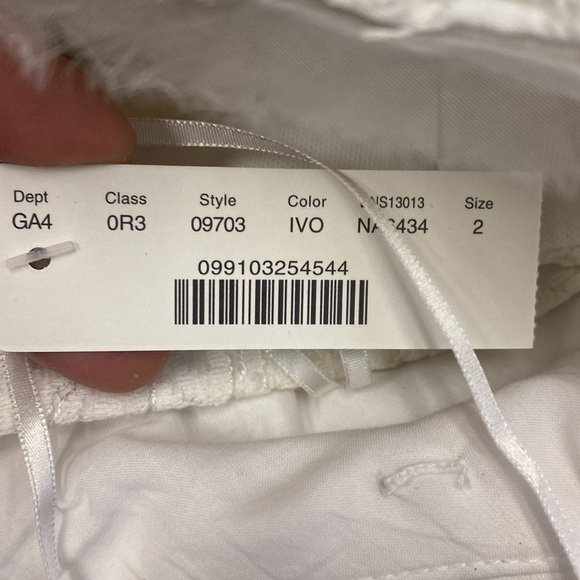 Dept Class Style Color Size
GA4 0R3 09703 IVO 2
099103254544